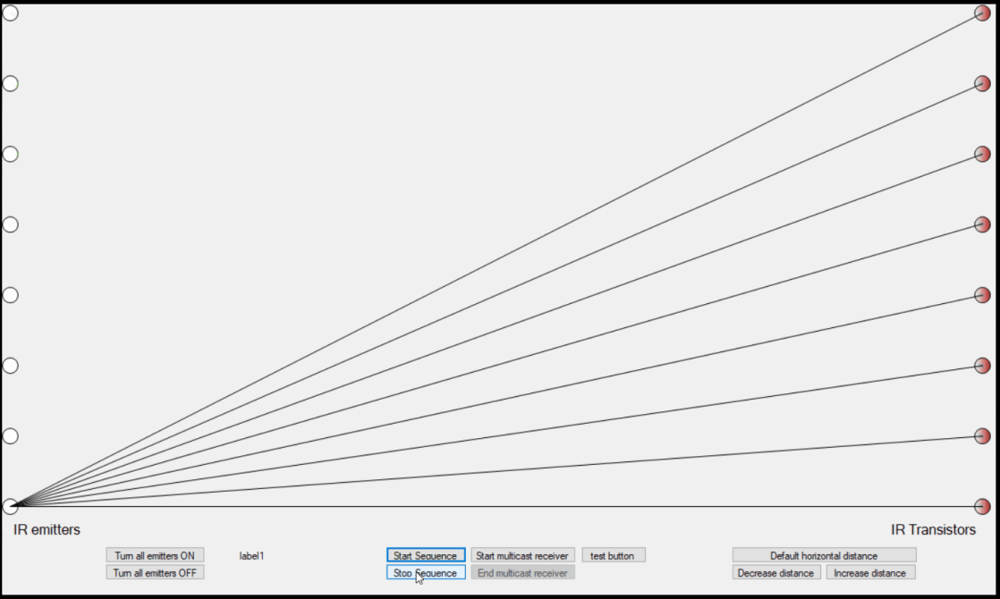 IR emitters IR Transistors
Turn all emitters ON label1 Start Sequence Start multicast receiver test button Default horizontal distance
Turn all emitters OFF Stop Sequence End multicast receiver Decrease distance Increase distance